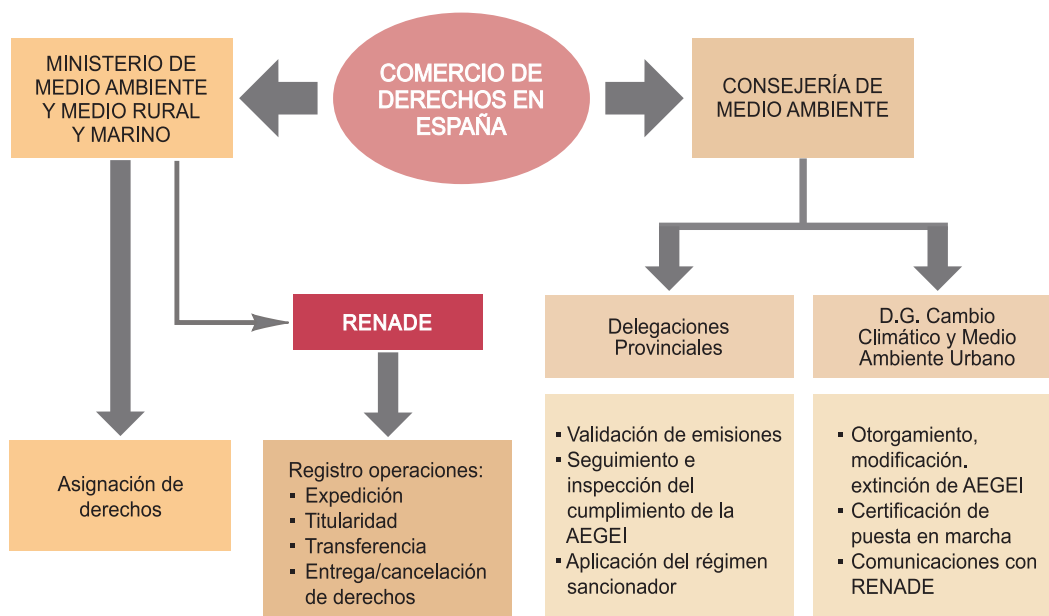 MINISTERIO DE
MEDIO AMBIENTE
Y MEDIO RURAL
Y MARINO
COMERCIO DE
DERECHOS EN
ESPAÑA
CONSEJERÍA DE
MEDIO AMBIENTE
RENADE
Delegaciones
Provinciales
D.G. Cambio
Climático y Medio
Ambiente Urbano
Asignación de
derechos
Registro operaciones:
▪ Expedición
▪ Titularidad
▪ Transferencia
▪ Entrega/cancelación
de derechos
▪ Validación de emisiones
▪ Seguimiento e
inspección del
cumplimiento de la
AEGEI
▪ Aplicación del régimen
sancionador
▪ Otorgamiento,
modificación.
extinción de AEGEI
▪ Certificación de
puesta en marcha
▪ Comunicaciones con
RENADE